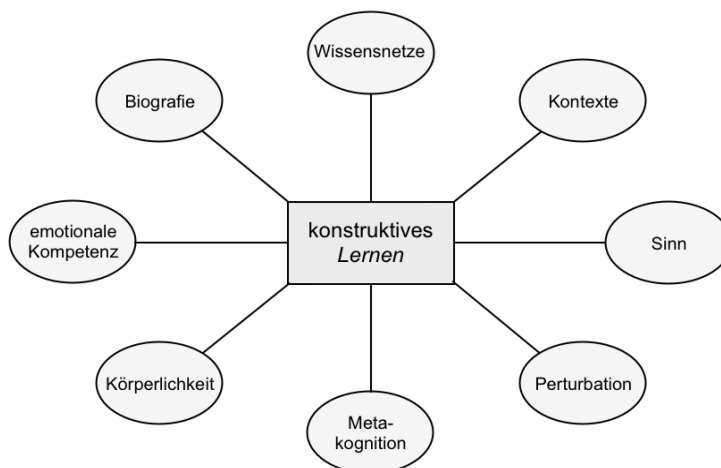 Wissensnetze
Biografie
Kontexte
emotionale
Kompetenz
konstruktives
Lernen
Sinn
Körperlichkeit
Perturbation
Meta-
kognition